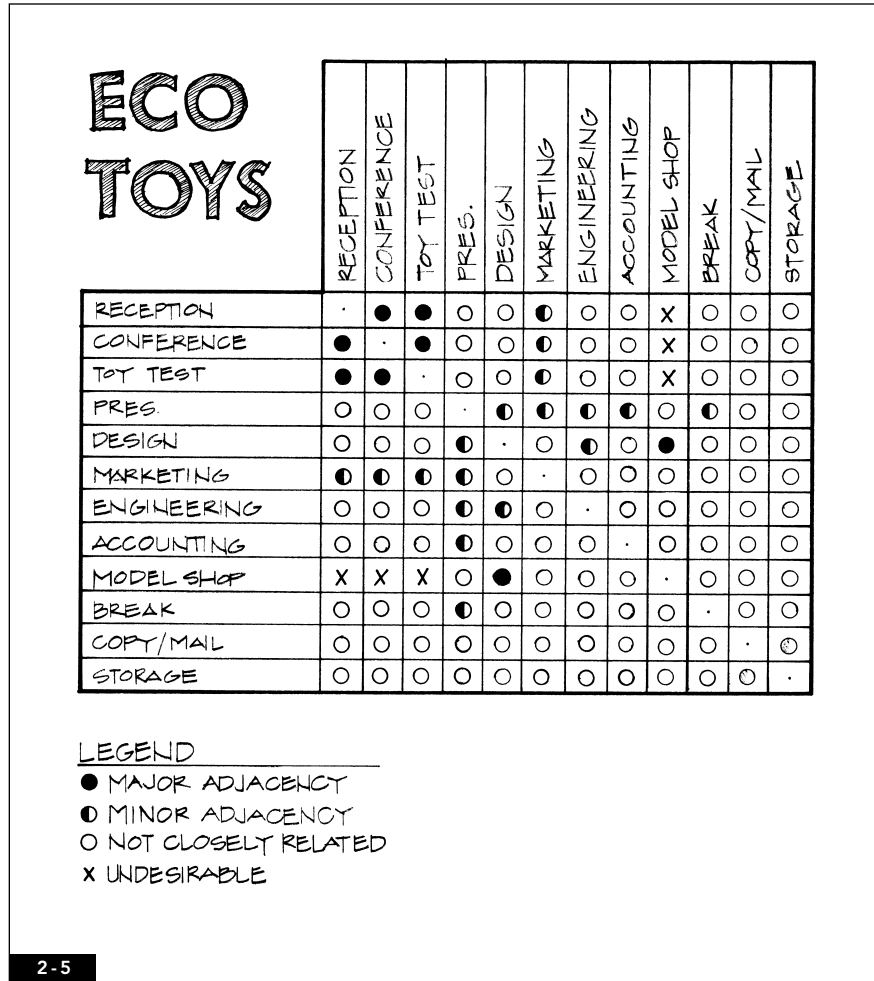 ECO
TOYS
RECEPTION
CONFERENCE
TOY TEST
PRES.
DESIGN
MARKETING
ENGINEERING
ACCOUNTING
MODEL SHOP
BREAK
COPY/MAIL
STORAGE
RECEPTION · ● ● ○ ○ ◐ ○ ○ X ○ ○ ○
CONFERENCE ● · ● ○ ○ ◐ ○ ○ X ○ ○ ○
TOY TEST ● ● · ○ ○ ◐ ○ ○ X ○ ○ ○
PRES. ○ ○ ○ · ◐ ◐ ◐ ◐ ○ ◐ ○ ○
DESIGN ○ ○ ○ ◐ · ○ ◐ ○ ● ○ ○ ○
MARKETING ◐ ◐ ◐ ◐ ○ · ○ ○ ○ ○ ○ ○
ENGINEERING ○ ○ ○ ◐ ◐ ○ · ○ ○ ○ ○ ○
ACCOUNTING ○ ○ ○ ◐ ○ ○ ○ · ○ ○ ○ ○
MODEL SHOP X X X ○ ● ○ ○ ○ · ○ ○ ○
BREAK ○ ○ ○ ◐ ○ ○ ○ ○ ○ · ○ ○
COPY/MAIL ○ ○ ○ ○ ○ ○ ○ ○ ○ ○ · ○
STORAGE ○ ○ ○ ○ ○ ○ ○ ○ ○ ○ ○ ·
LEGEND
● MAJOR ADJACENCY
◐ MINOR ADJACENCY
○ NOT CLOSELY RELATED
X UNDESIRABLE
2-5